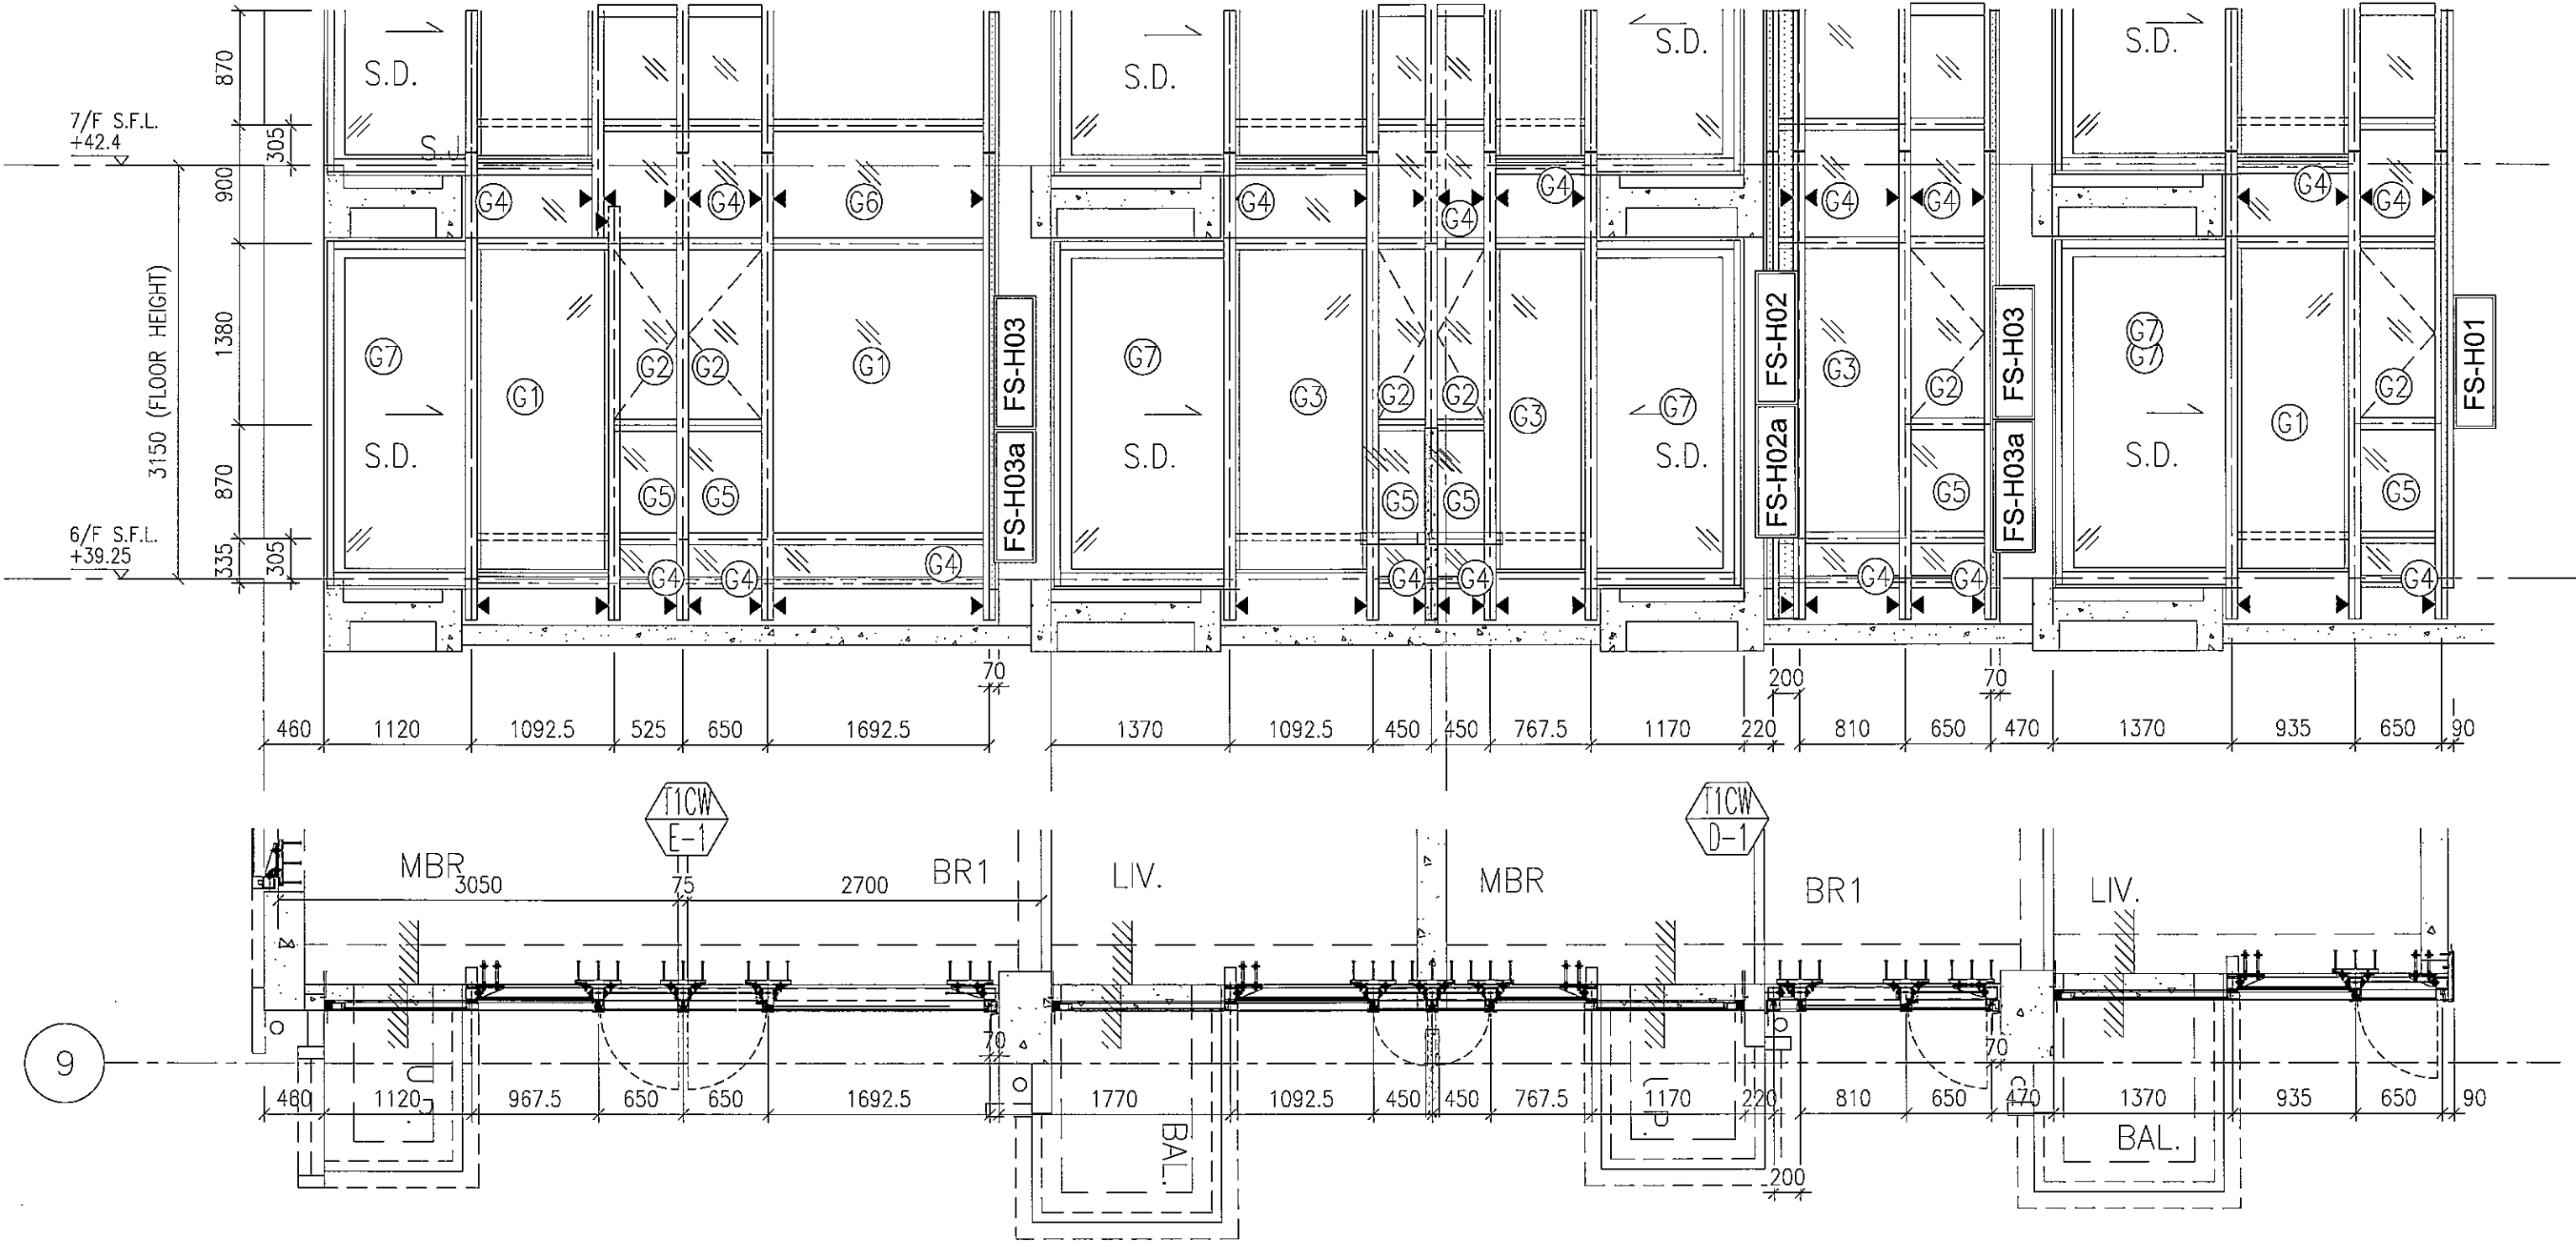 S.D.
S.D.
S.D.
S.D.
870
7/F S.F.L.
+42.4
305
S.J
900
G4
G4
G6
G4
G4
G4
G4
G4
G4
G4
3150 (FLOOR HEIGHT)
1380
G7
G1
G2
G2
G1
FS-H03
G7
G3
G2
G2
G3
G7
FS-H02
G3
G2
FS-H03
G7
G7
G1
G2
FS-H01
S.D.
S.D.
S.D.
S.D.
870
G5
G5
FS-H03a
G5
G5
FS-H02a
G5
FS-H03a
G5
6/F S.F.L.
+39.25
335
305
G4
G4
G4
G4
G4
G4
G4
G4
70
200
70
460
1120
1092.5
525
650
1692.5
1370
1092.5
450
450
767.5
1170
220
810
650
470
1370
935
650
90
T1CW
E-1
T1CW
D-1
MBR
BR1
LIV.
MBR
BR1
LIV.
3050
75
2700
9
70
70
460
1120
967.5
650
650
1692.5
1770
1092.5
450
450
767.5
1170
220
810
650
470
1370
935
650
90
BAL.
BAL.
200